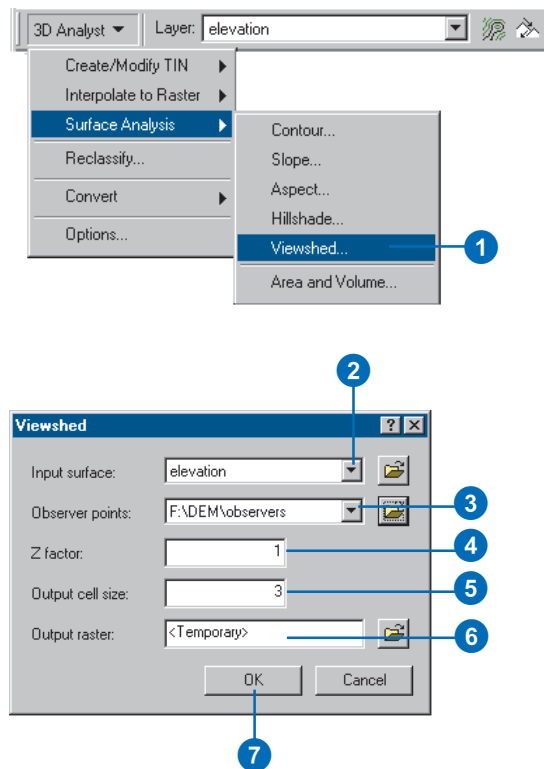 3D Analyst Layer: elevation
Create/Modify TIN
Interpolate to Raster
Surface Analysis
Reclassify...
Convert
Options...
Contour...
Slope...
Aspect...
Hillshade...
Viewshed...
1
Area and Volume...
2
Viewshed ? ×
Input surface: elevation
Observer points: F:\DEM\observers
3
Z factor: 1
4
Output cell size: 3
5
Output raster: <Temporary>
6
OK Cancel
7